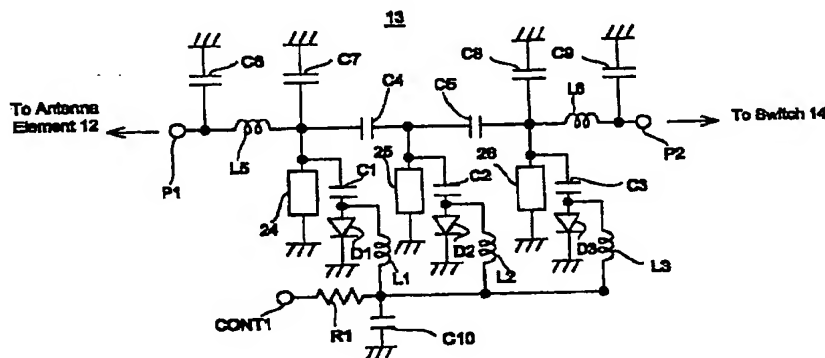 13
C6
C7
C4
C5
C8
C9
L6
To Antenna
Element 12
To Switch 14
P1
L5
P2
24
C1
25
C2
26
C3
D1
L1
D2
L2
D3
L3
CONT1
R1
C10